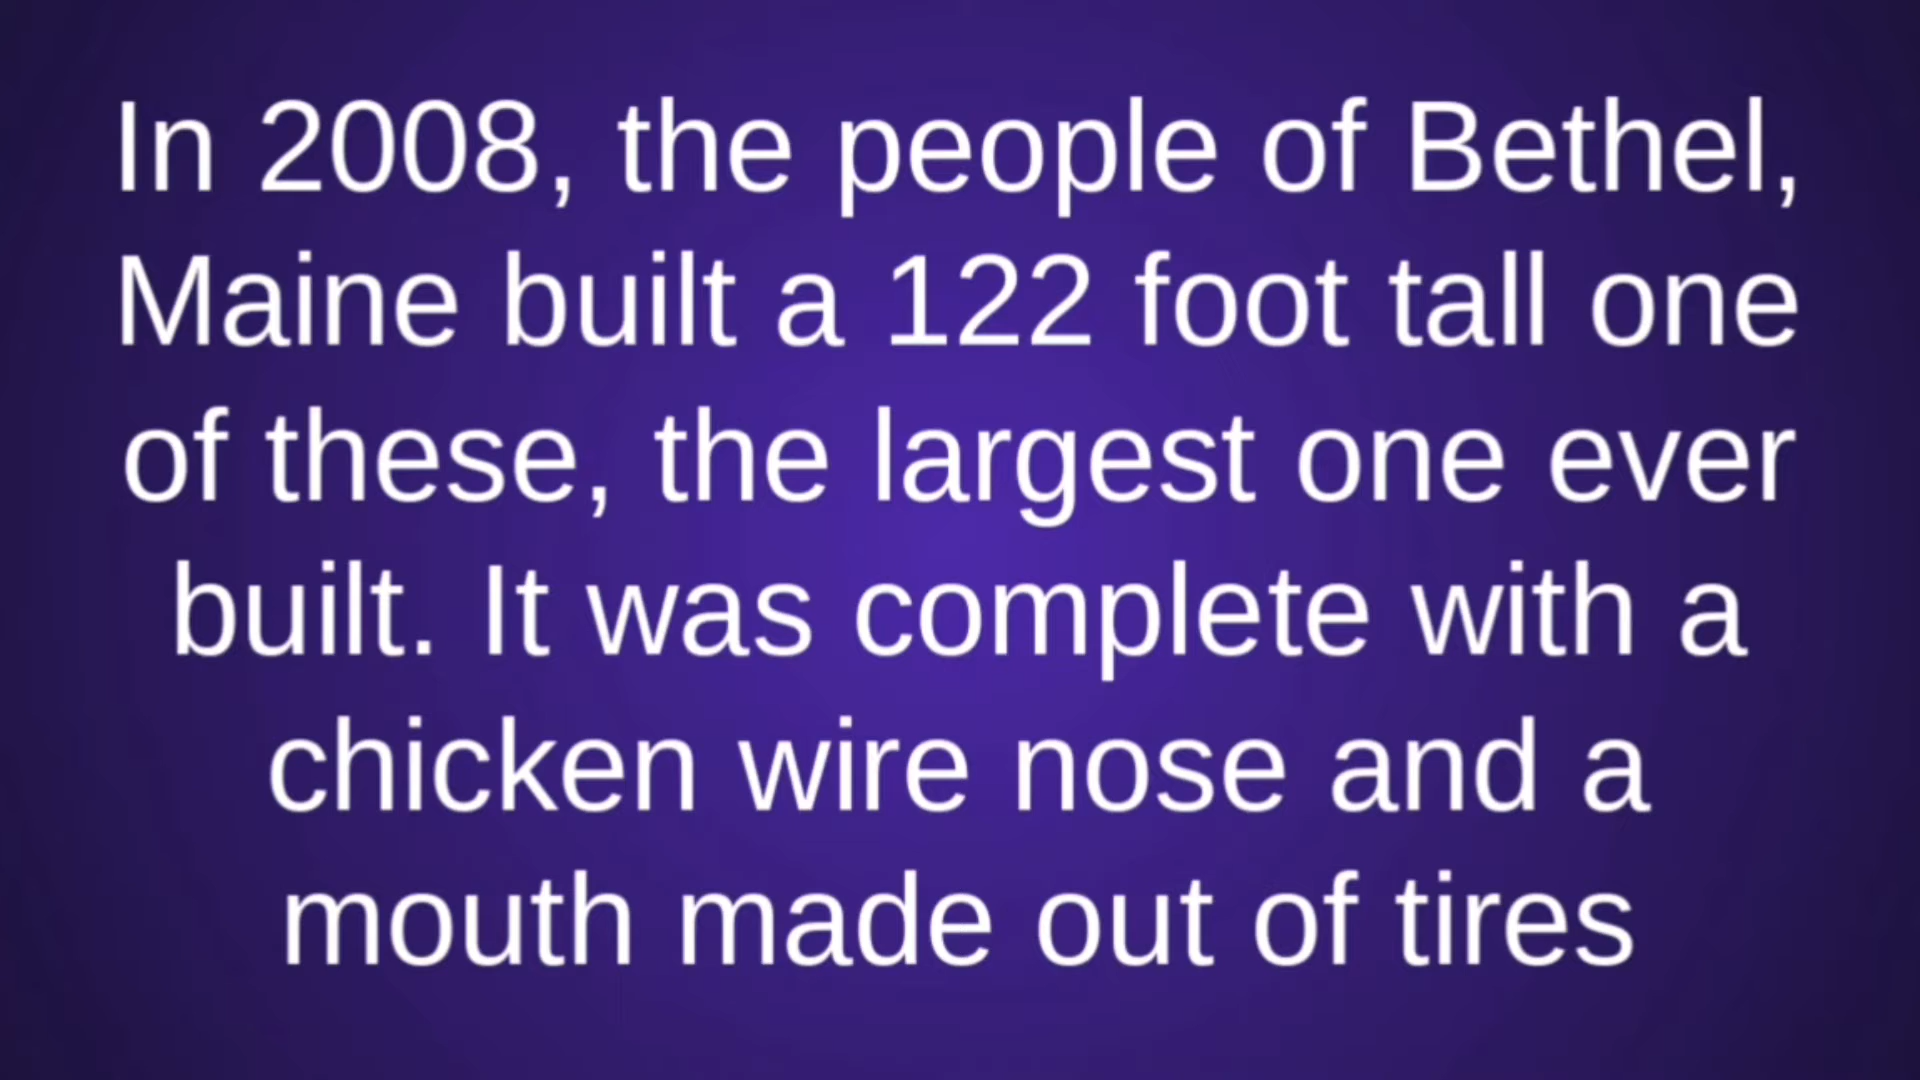 In 2008, the people of Bethel,
Maine built a 122 foot tall one
of these, the largest one ever
built. It was complete with a
chicken wire nose and a
mouth made out of tires